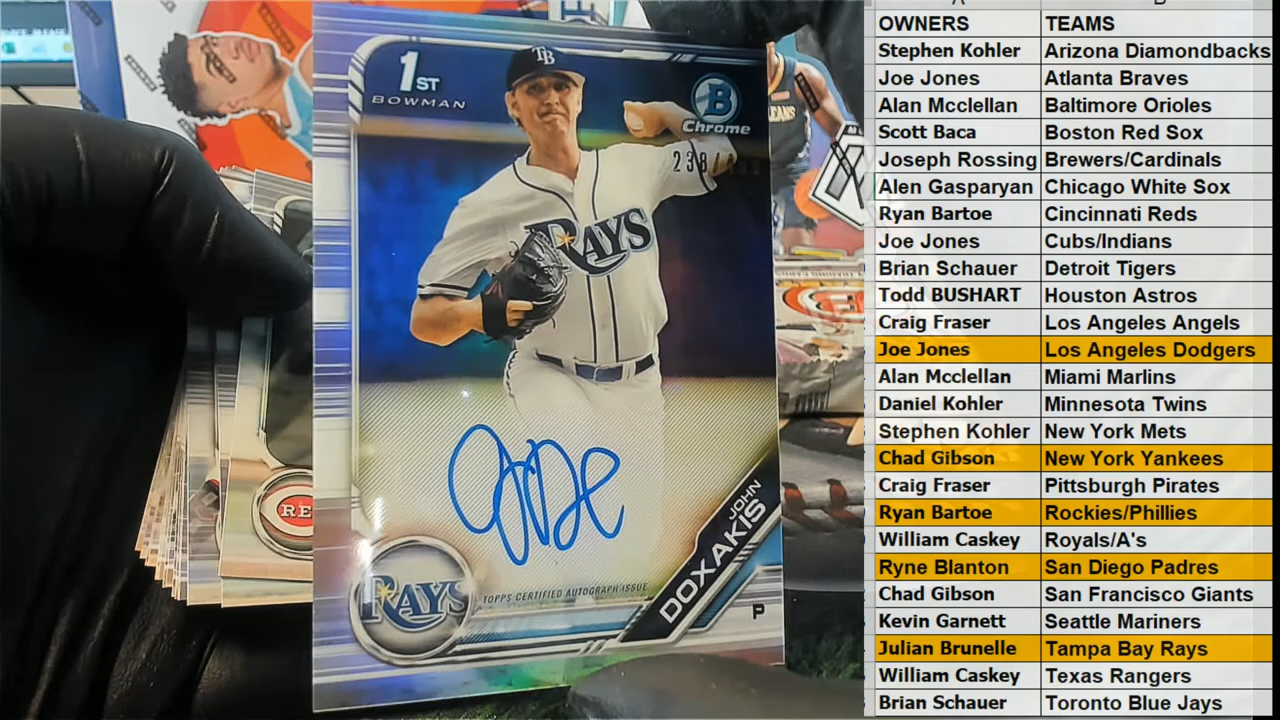 1ST
BOWMAN
TB
B
Chrome
RAYS
RE
JOHN
DOXAKIS
RAYS
TOPPS CERTIFIED AUTOGRAPH ISSUE
P
OWNERS TEAMS
Stephen Kohler Arizona Diamondbacks
Joe Jones Atlanta Braves
Alan Mcclellan Baltimore Orioles
Scott Baca Boston Red Sox
Joseph Rossing Brewers/Cardinals
Alen Gasparyan Chicago White Sox
Ryan Bartoe Cincinnati Reds
Joe Jones Cubs/Indians
Brian Schauer Detroit Tigers
Todd BUSHART Houston Astros
Craig Fraser Los Angeles Angels
Joe Jones Los Angeles Dodgers
Alan Mcclellan Miami Marlins
Daniel Kohler Minnesota Twins
Stephen Kohler New York Mets
Chad Gibson New York Yankees
Craig Fraser Pittsburgh Pirates
Ryan Bartoe Rockies/Phillies
William Caskey Royals/A's
Ryne Blanton San Diego Padres
Chad Gibson San Francisco Giants
Kevin Garnett Seattle Mariners
Julian Brunelle Tampa Bay Rays
William Caskey Texas Rangers
Brian Schauer Toronto Blue Jays